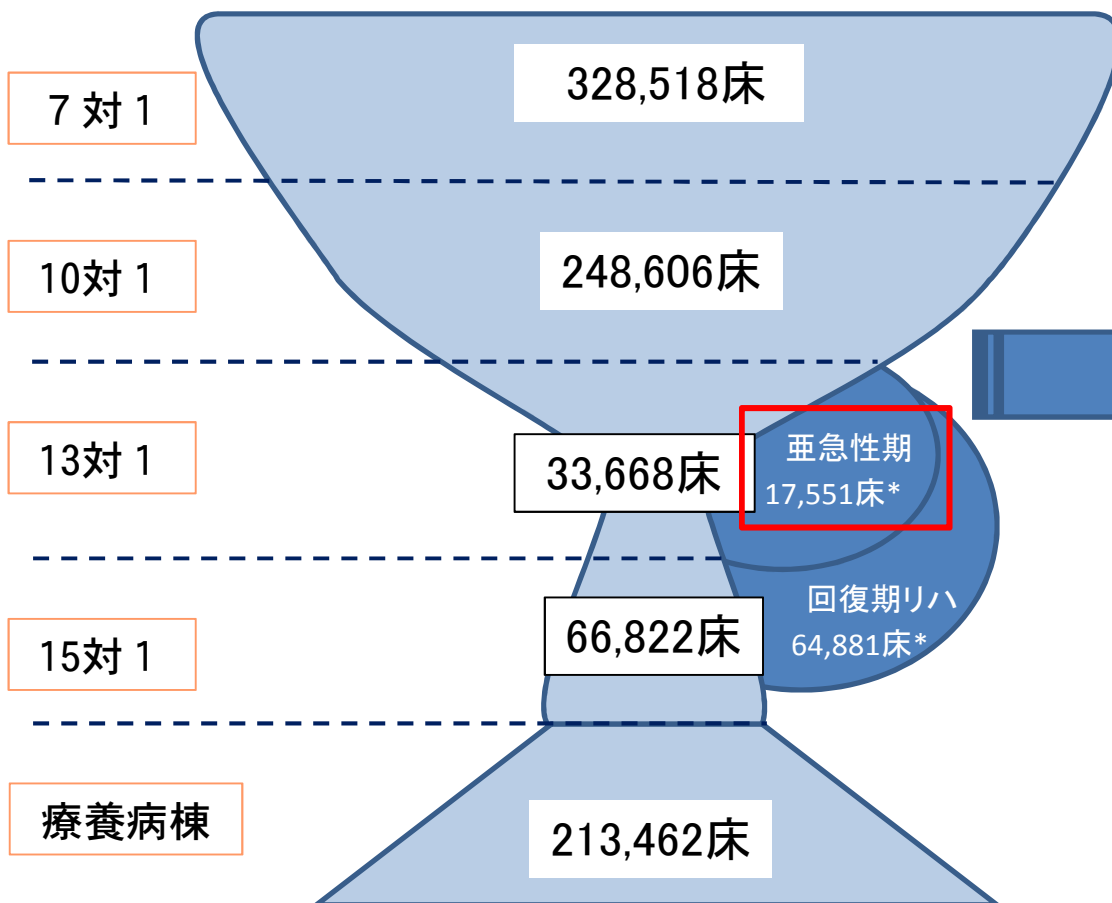 7対1
328,518床
10対1
248,606床
13対1
33,668床
亜急性期
17,551床*
15対1
66,822床
回復期リハ
64,881床*
療養病棟
213,462床